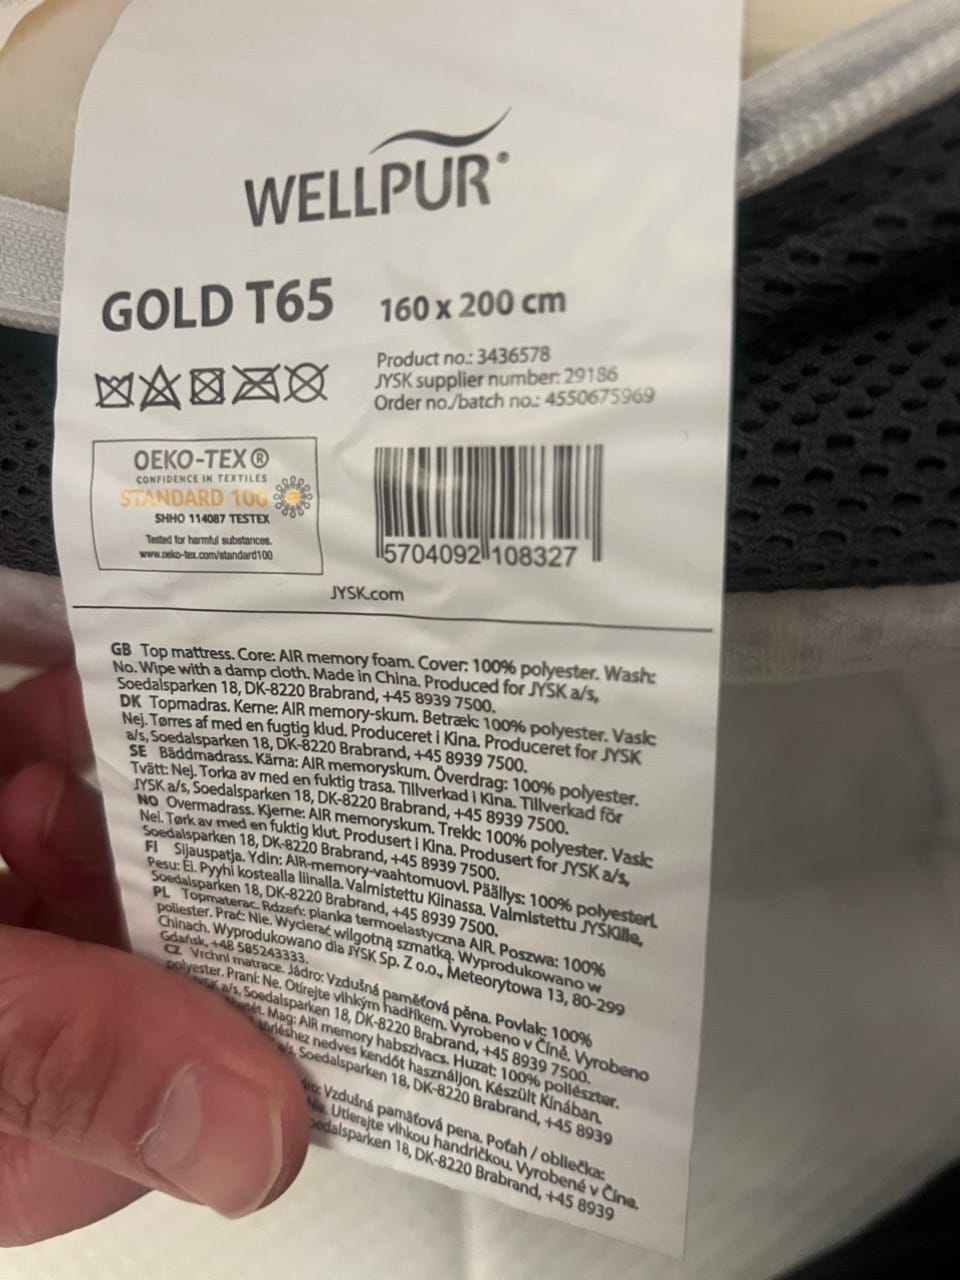 WELLPUR®
GOLD T65
160 x 200 cm
Product no.: 3436578
JYSK supplier number: 29186
Order no./batch no.: 4550675969
OEKO-TEX®
CONFIDENCE IN TEXTILES
STANDARD 100
SHHO 114087 TESTEX
Tested for harmful substances.
www.oeko-tex.com/standard100
5704092 108327
JYSK.com
GB Top mattress. Core: AIR memory foam. Cover: 100% polyester. Wash:
No. Wipe with a damp cloth. Made in China. Produced for JYSK a/s,
Soedalsparken 18, DK-8220 Brabrand, +45 8939 7500.
DK Topmadras. Kerne: AIR memory-skum. Betræk: 100% polyester. Vask:
Nej. Tørres af med en fugtig klud. Produceret i Kina. Produceret for JYSK
a/s, Soedalsparken 18, DK-8220 Brabrand, +45 8939 7500.
SE Bäddmadrass. Kärna: AIR memoryskum. Överdrag: 100% polyester.
Tvätt: Nej. Torka av med en fuktig trasa. Tillverkad i Kina. Tillverkad för
JYSK a/s, Soedalsparken 18, DK-8220 Brabrand, +45 8939 7500.
NO Overmadrass. Kjerne: AIR memoryskum. Trekk: 100% polyester. Vask:
Nei. Tørk av med en fuktig klut. Produsert i Kina. Produsert for JYSK a/s,
Soedalsparken 18, DK-8220 Brabrand, +45 8939 7500.
FI Sijauspatja. Ydin: AIR-memory-vaahtomuovi. Päällys: 100% polyesteri.
Pesu: Ei. Pyyhi kostealla liinalla. Valmistettu Kiinassa. Valmistettu JYSKille,
Soedalsparken 18, DK-8220 Brabrand, +45 8939 7500.
PL Topmaterac. Rdzeń: pianka termoelastyczna AIR. Poszwa: 100%
poliester. Prać: Nie. Wycierać wilgotną szmatką. Wyprodukowano w
Chinach. Wyprodukowano dla JYSK Sp. Z o.o., Meteorytowa 13, 80-299
Gdańsk, +48 585243333.
CZ Vrchní matrace. Jádro: Vzdušná paměťová pěna. Povlak: 100%
polyester. Praní: Ne. Otírejte vlhkým hadříkem. Vyrobeno v Číně. Vyrobeno
a/s, Soedalsparken 18, DK-8220 Brabrand, +45 8939 7500.
Mag: AIR memory habszivacs. Huzat: 100% poliészter.
nedves kendőt használjon. Készült Kínában.
Soedalsparken 18, DK-8220 Brabrand, +45 8939
Vzdušná pamäťová pena. Poťah / obliečka:
Utierajte vlhkou handričkou. Vyrobené v Číne.
18, DK-8220 Brabrand, +45 8939